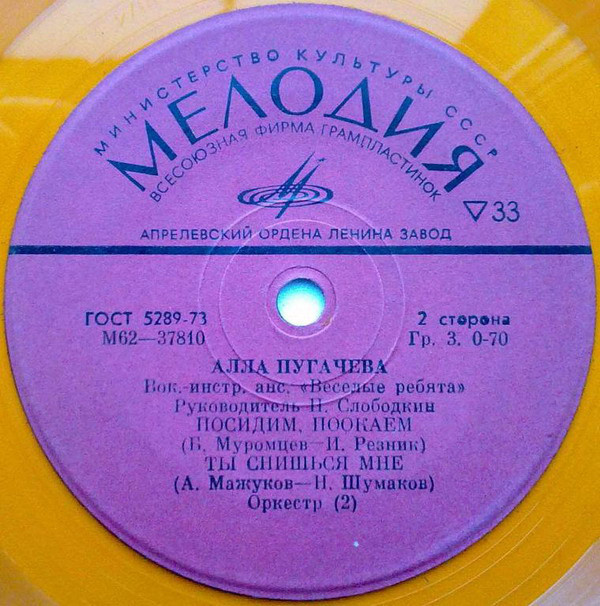 МИНИСТЕРСТВО КУЛЬТУРЫ СССР
МЕЛОДИЯ
ВСЕСОЮЗНАЯ ФИРМА ГРАМПЛАСТИНОК
▽33
АПРЕЛЕВСКИЙ ОРДЕНА ЛЕНИНА ЗАВОД
ГОСТ 5289-73 2 сторона
М62—37810 Гр. 3. 0-70
АЛЛА ПУГАЧЕВА
Вок.-инстр. анс. «Веселые ребята»
Руководитель П. Слободкин
ПОСИДИМ, ПООКАЕМ
(Б. Муромцев—И. Резник)
ТЫ СНИШЬСЯ МНЕ
(А. Мажуков—Н. Шумаков)
Оркестр (2)